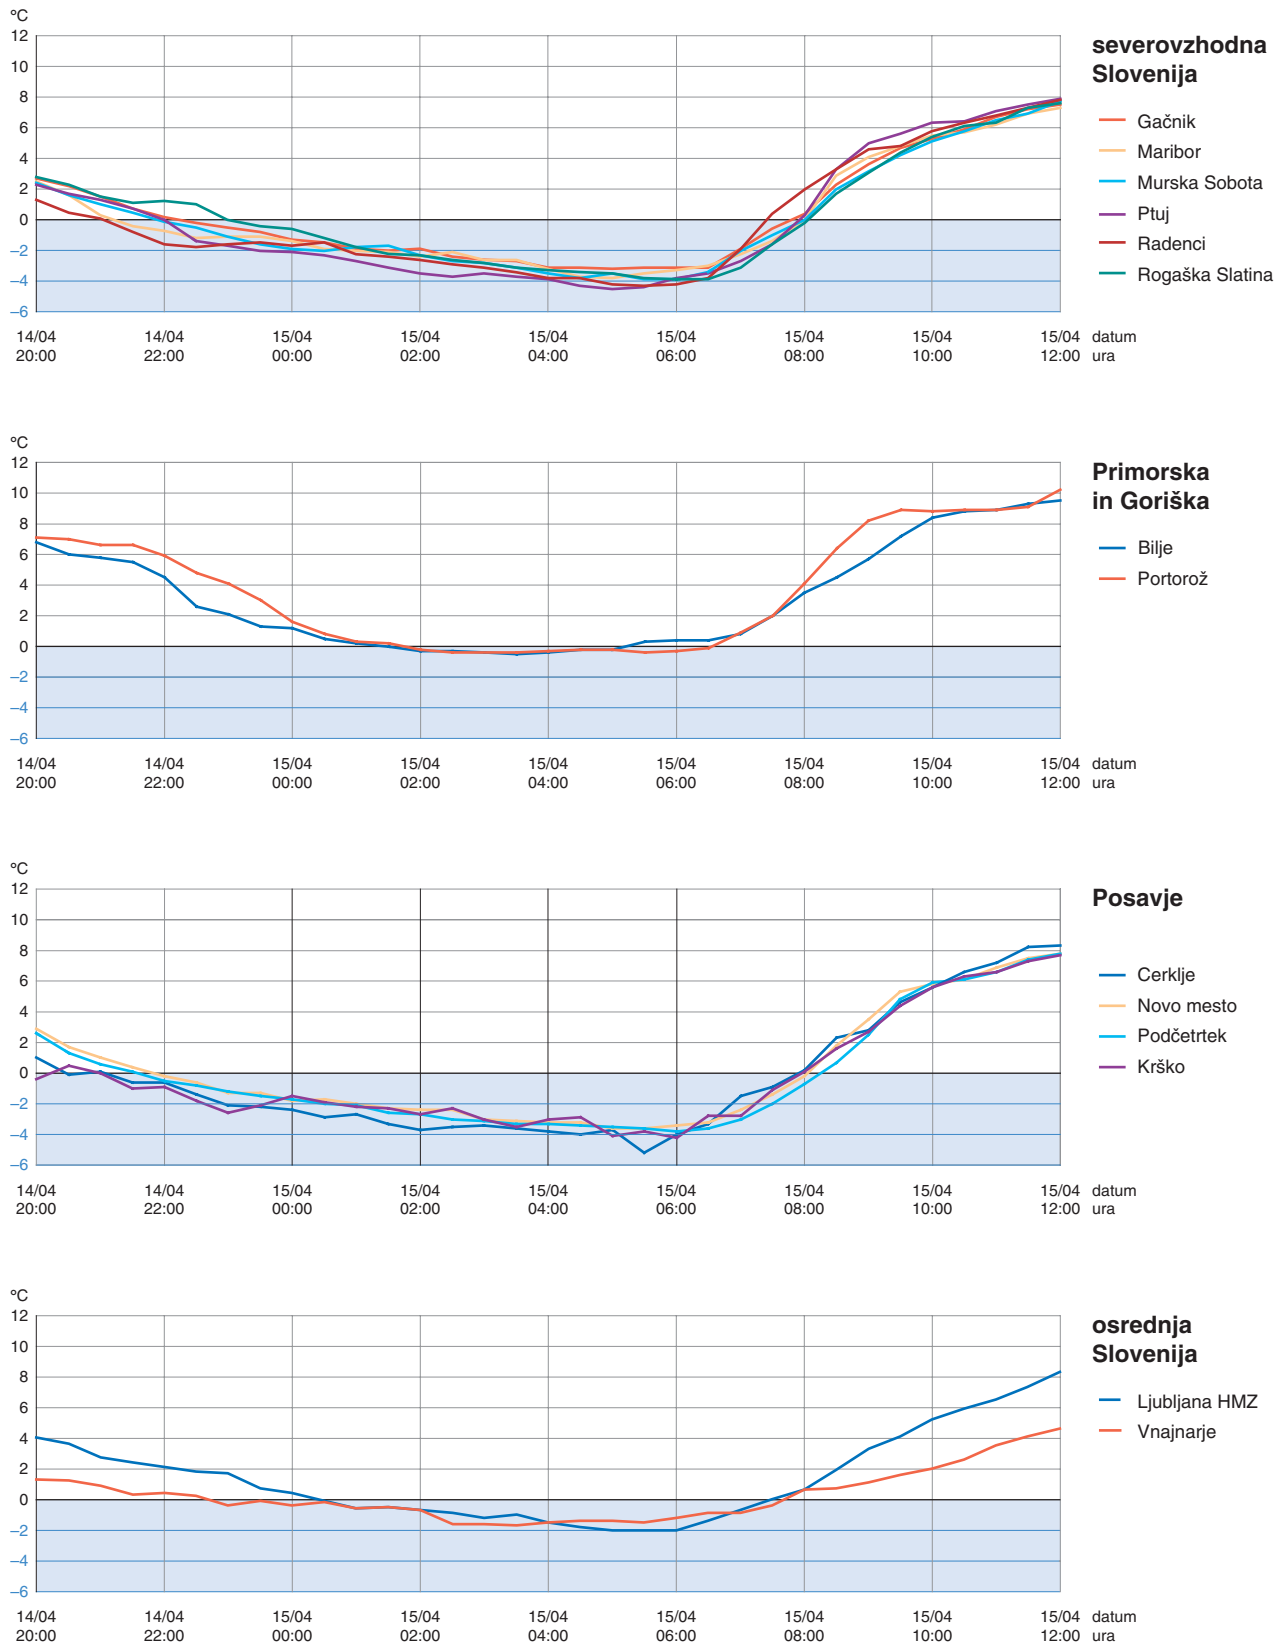 °C
12
10
8
6
4
2
0
–2
–4
–6
14/04 14/04 15/04 15/04 15/04 15/04 15/04 15/04 15/04 datum
20:00 22:00 00:00 02:00 04:00 06:00 08:00 10:00 12:00 ura
severovzhodna
Slovenija
Gačnik
Maribor
Murska Sobota
Ptuj
Radenci
Rogaška Slatina
°C
12
10
8
6
4
2
0
–2
–4
–6
14/04 14/04 15/04 15/04 15/04 15/04 15/04 15/04 15/04 datum
20:00 22:00 00:00 02:00 04:00 06:00 08:00 10:00 12:00 ura
Primorska
in Goriška
Bilje
Portorož
°C
12
10
8
6
4
2
0
–2
–4
–6
14/04 14/04 15/04 15/04 15/04 15/04 15/04 15/04 15/04 datum
20:00 22:00 00:00 02:00 04:00 06:00 08:00 10:00 12:00 ura
Posavje
Cerklje
Novo mesto
Podčetrtek
Krško
°C
12
10
8
6
4
2
0
–2
–4
–6
14/04 14/04 15/04 15/04 15/04 15/04 15/04 15/04 15/04 datum
20:00 22:00 00:00 02:00 04:00 06:00 08:00 10:00 12:00 ura
osrednja
Slovenija
Ljubljana HMZ
Vnajnarje